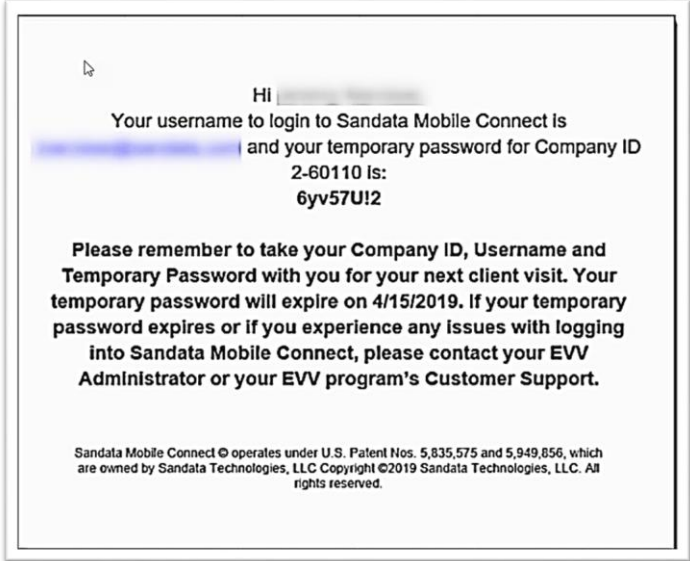 Hi
Your username to login to Sandata Mobile Connect is
and your temporary password for Company ID
2-60110 is:
6yv57U!2
Please remember to take your Company ID, Username and
Temporary Password with you for your next client visit. Your
temporary password will expire on 4/15/2019. If your temporary
password expires or if you experience any issues with logging
into Sandata Mobile Connect, please contact your EVV
Administrator or your EVV program's Customer Support.
Sandata Mobile Connect © operates under U.S. Patent Nos. 5,835,575 and 5,949,856, which
are owned by Sandata Technologies, LLC Copyright ©2019 Sandata Technologies, LLC. All
rights reserved.